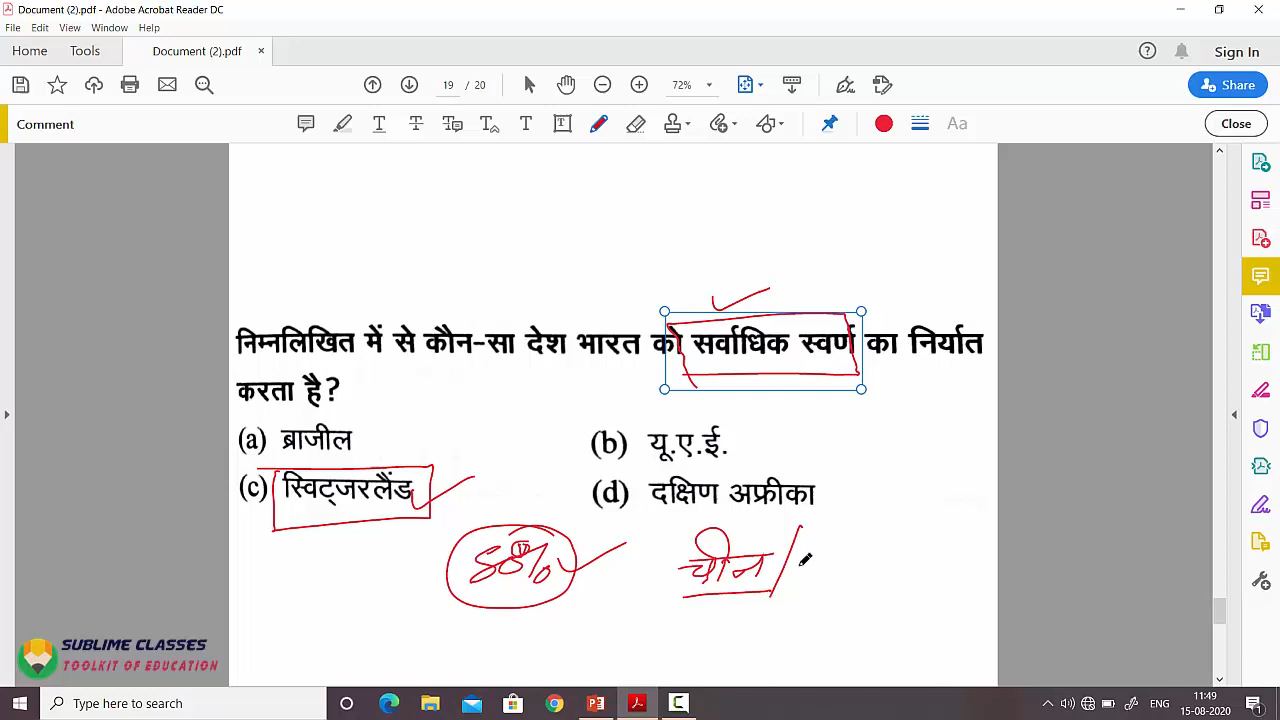 Document (2).pdf - Adobe Acrobat Reader DC
File Edit View Window Help
Home Tools Document (2).pdf × Sign In
19 / 20 72% Share
Comment Aa Close
निम्नलिखित में से कौन-सा देश भारत को सर्वाधिक स्वर्ण का निर्यात
करता है?
(a) ब्राजील (b) यू.ए.ई.
(c) स्विट्जरलैंड (d) दक्षिण अफ्रीका
चीन/
SUBLIME CLASSES
TOOLKIT OF EDUCATION
Type here to search
ENG 11:49
15-08-2020